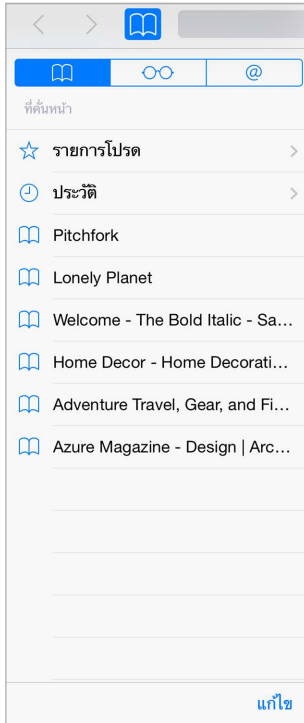 @
ที่คั่นหน้า
รายการโปรด
ประวัติ
Pitchfork
Lonely Planet
Welcome - The Bold Italic - Sa...
Home Decor - Home Decorati...
Adventure Travel, Gear, and Fi...
Azure Magazine - Design | Arc...
แก้ไข